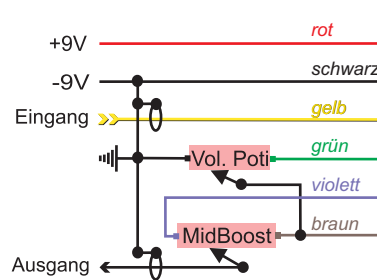 +9V rot
-9V schwarz
Eingang gelb
grün
Vol. Poti
violett
MidBoost braun
Ausgang